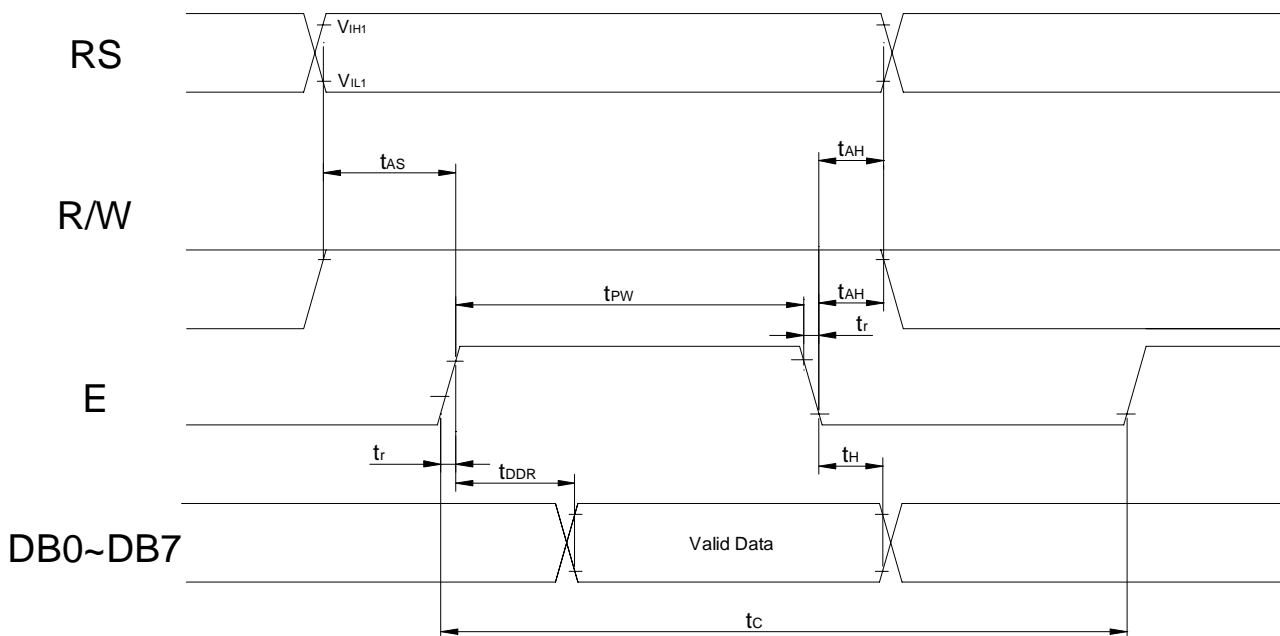 RS
VIH1
VIL1
tAS
tAH
R/W
tPW
tAH
tr
E
tr
tDDR
tH
DB0~DB7
Valid Data
tC